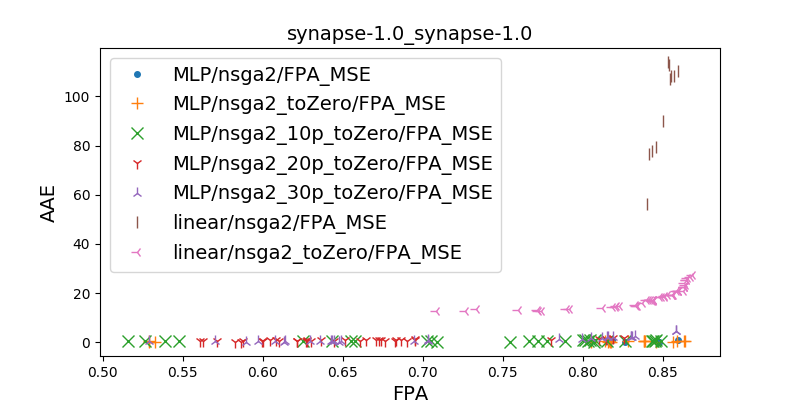 synapse-1.0_synapse-1.0
MLP/nsga2/FPA_MSE
MLP/nsga2_toZero/FPA_MSE
MLP/nsga2_10p_toZero/FPA_MSE
MLP/nsga2_20p_toZero/FPA_MSE
MLP/nsga2_30p_toZero/FPA_MSE
linear/nsga2/FPA_MSE
linear/nsga2_toZero/FPA_MSE
AAE
100
80
60
40
20
0
0.50 0.55 0.60 0.65 0.70 0.75 0.80 0.85
FPA